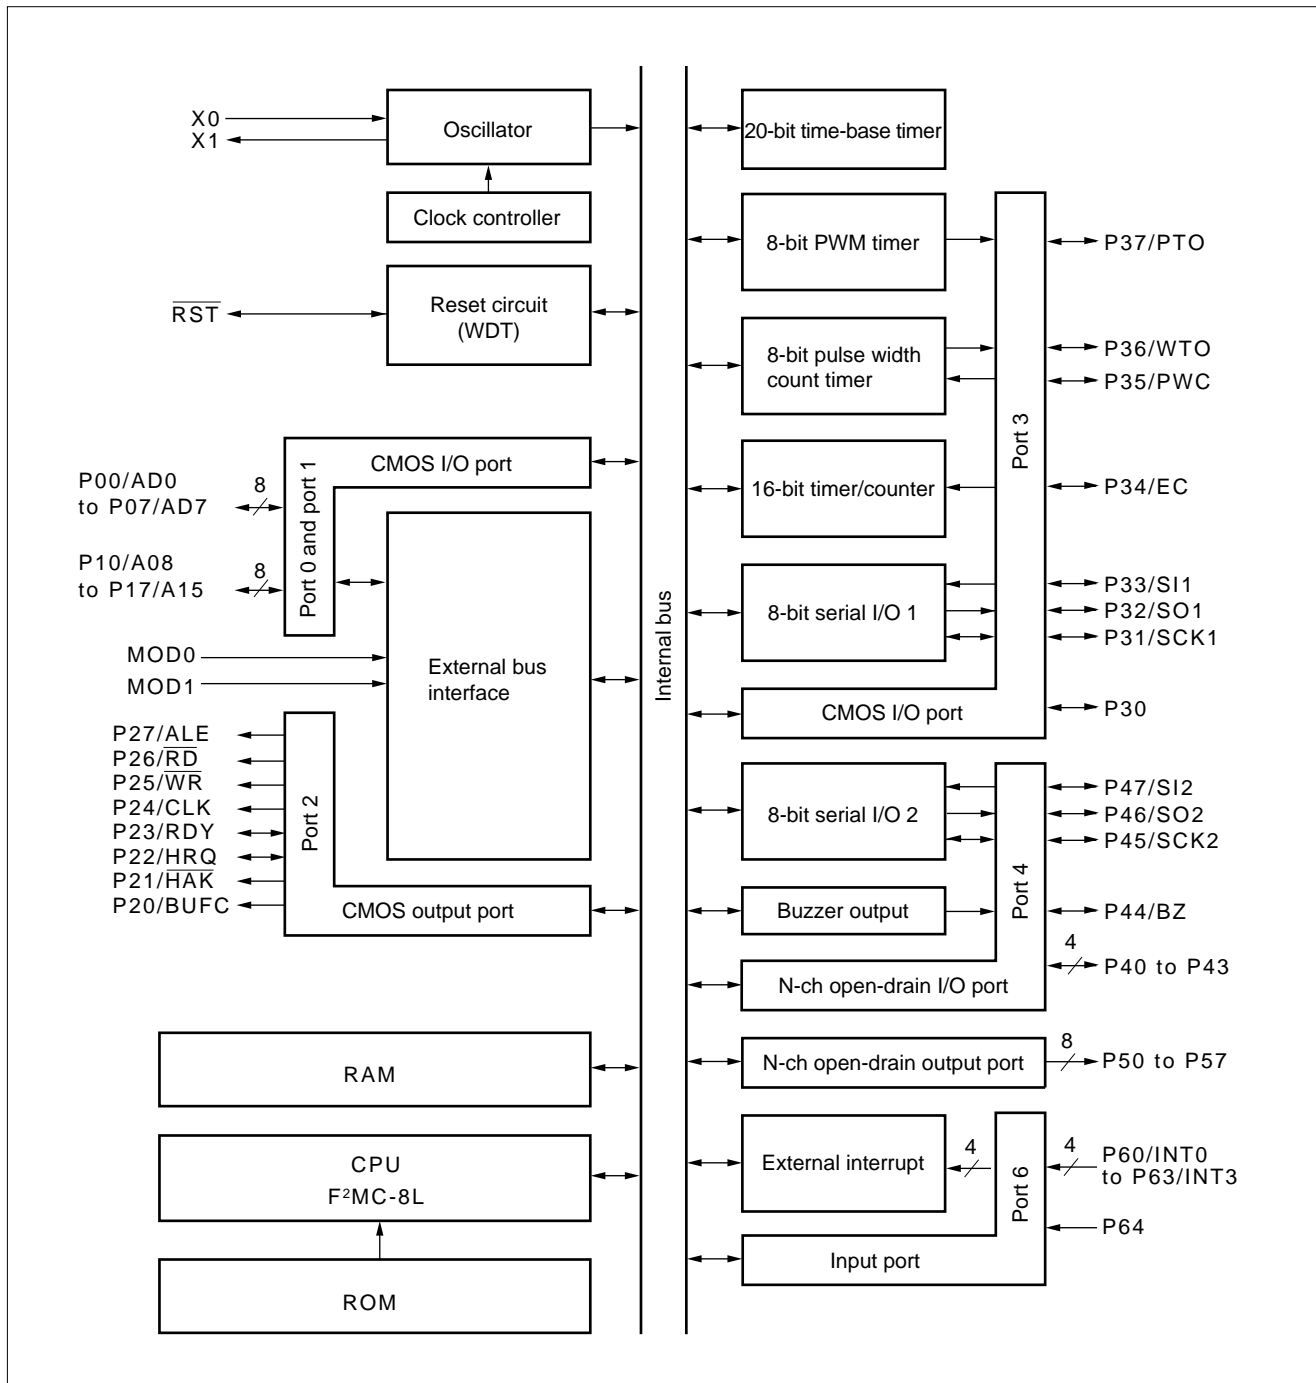 X0
X1
Oscillator
Clock controller
RST
Reset circuit
(WDT)
CMOS I/O port
P00/AD0
to P07/AD7
8
P10/A08
to P17/A15
8
Port 0 and port 1
MOD0
MOD1
External bus
interface
P27/ALE
P26/RD
P25/WR
P24/CLK
P23/RDY
P22/HRQ
P21/HAK
P20/BUFC
Port 2
CMOS output port
RAM
CPU
F²MC-8L
ROM
Internal bus
20-bit time-base timer
8-bit PWM timer
8-bit pulse width
count timer
16-bit timer/counter
8-bit serial I/O 1
CMOS I/O port
Port 3
P37/PTO
P36/WTO
P35/PWC
P34/EC
P33/SI1
P32/SO1
P31/SCK1
P30
8-bit serial I/O 2
Buzzer output
N-ch open-drain I/O port
Port 4
P47/SI2
P46/SO2
P45/SCK2
P44/BZ
4
P40 to P43
N-ch open-drain output port
8
P50 to P57
External interrupt
4
Input port
Port 6
4
P60/INT0
to P63/INT3
P64